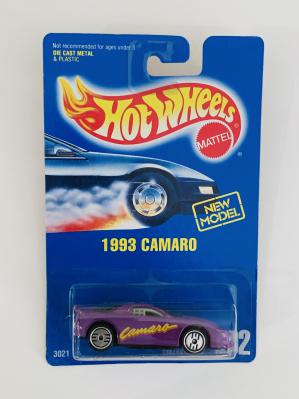 Not recommended for ages under 3
DIE CAST METAL
& PLASTIC
Hot Wheels
MATTEL
®
NEW
MODEL
1993 CAMARO
Camaro
3021